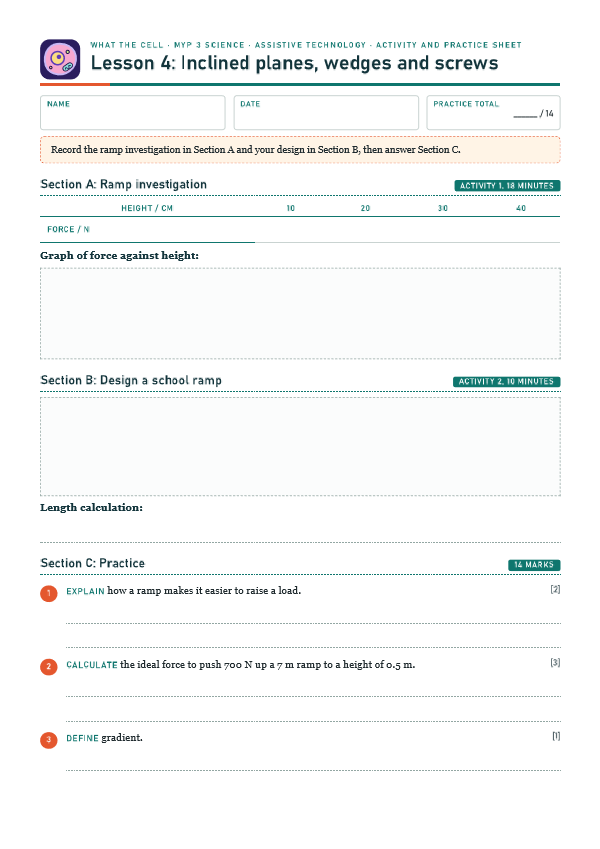 WHAT THE CELL · MYP 3 SCIENCE · ASSISTIVE TECHNOLOGY · ACTIVITY AND PRACTICE SHEET
Lesson 4: Inclined planes, wedges and screws
NAME
DATE
PRACTICE TOTAL
_____ / 14
Record the ramp investigation in Section A and your design in Section B, then answer Section C.
Section A: Ramp investigation
ACTIVITY 1, 18 MINUTES
HEIGHT / CM 10 20 30 40
FORCE / N
Graph of force against height:
Section B: Design a school ramp
ACTIVITY 2, 10 MINUTES
Length calculation:
Section C: Practice
14 MARKS
1 EXPLAIN how a ramp makes it easier to raise a load. [2]
2 CALCULATE the ideal force to push 700 N up a 7 m ramp to a height of 0.5 m. [3]
3 DEFINE gradient. [1]